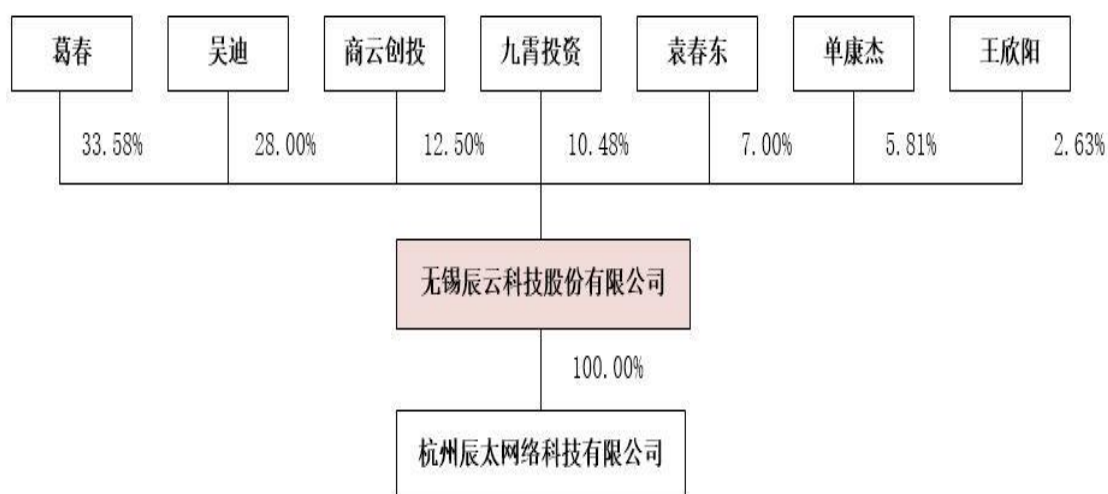 葛春
吴迪
商云创投
九霄投资
袁春东
单康杰
王欣阳
33.58%
28.00%
12.50%
10.48%
7.00%
5.81%
2.63%
无锡辰云科技股份有限公司
100.00%
杭州辰太网络科技有限公司